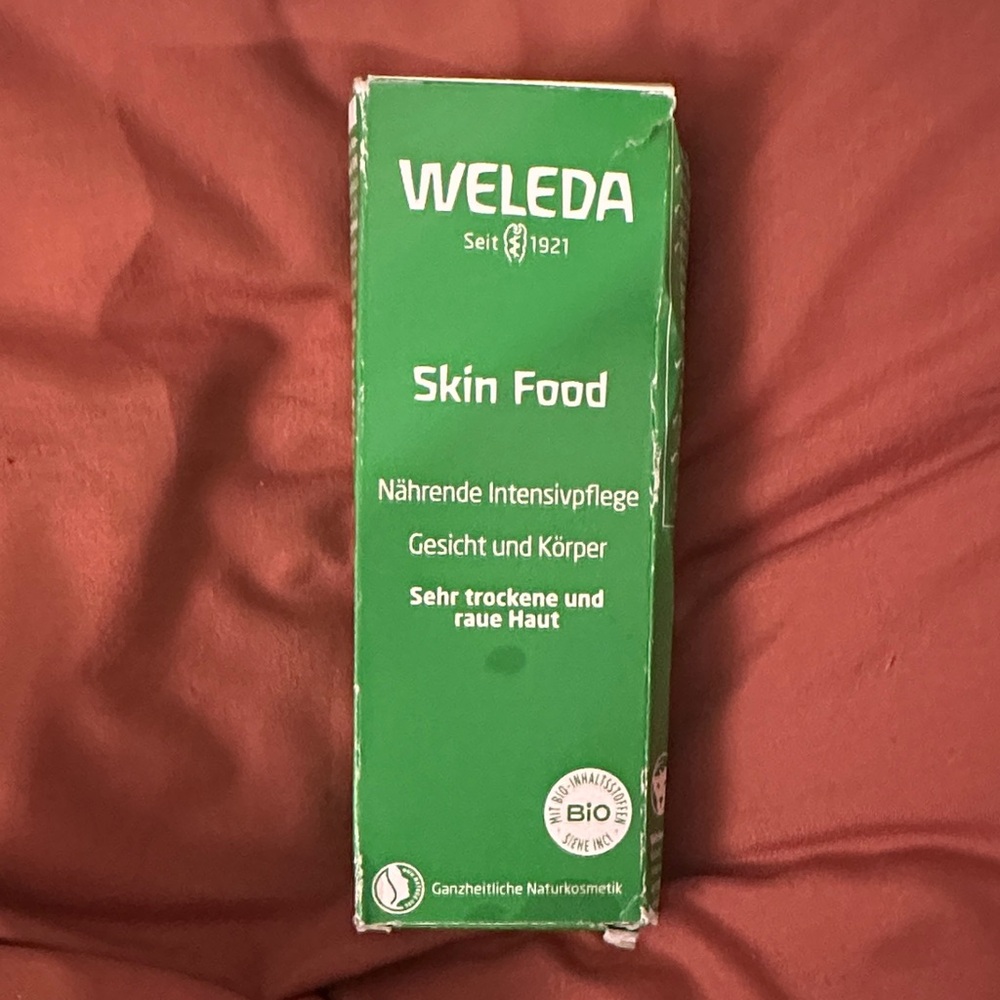 WELEDA
Seit 1921
Skin Food
Nährende Intensivpflege
Gesicht und Körper
Sehr trockene und
raue Haut
MIT BIO-INHALTSSTOFFEN
BIO
SIEHE INCI
Ganzheitliche Naturkosmetik